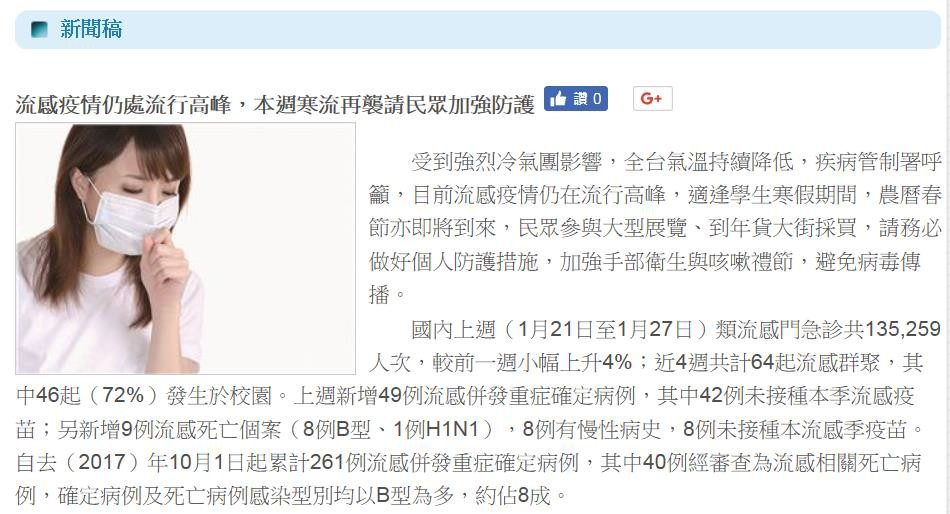 新聞稿
流感疫情仍處流行高峰，本週寒流再襲請民眾加強防護 讚 0 G+
受到強烈冷氣團影響，全台氣溫持續降低，疾病管制署呼
籲，目前流感疫情仍在流行高峰，適逢學生寒假期間，農曆春
節亦即將到來，民眾參與大型展覽、到年貨大街採買，請務必
做好個人防護措施，加強手部衛生與咳嗽禮節，避免病毒傳
播。
國內上週（1月21日至1月27日）類流感門急診共135,259
人次，較前一週小幅上升4%；近4週共計64起流感群聚，其
中46起（72%）發生於校園。上週新增49例流感併發重症確定病例，其中42例未接種本季流感疫
苗；另新增9例流感死亡個案（8例B型、1例H1N1），8例有慢性病史，8例未接種本流感季疫苗。
自去（2017）年10月1日起累計261例流感併發重症確定病例，其中40例經審查為流感相關死亡病
例，確定病例及死亡病例感染型別均以B型為多，約佔8成。